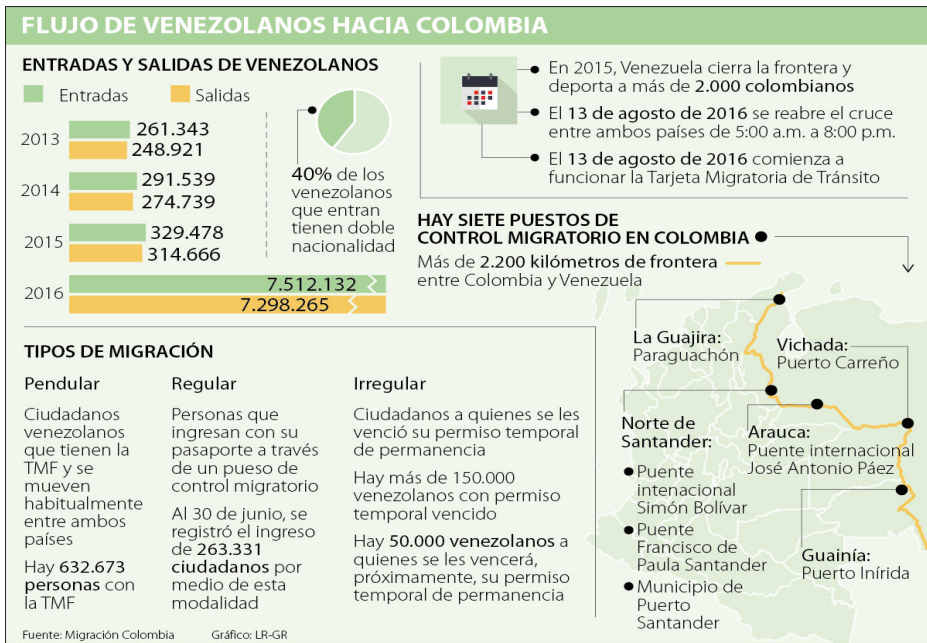 FLUJO DE VENEZOLANOS HACIA COLOMBIA
ENTRADAS Y SALIDAS DE VENEZOLANOS
Entradas
Salidas
2013
261.343
248.921
2014
291.539
274.739
2015
329.478
314.666
2016
7.512.132
7.298.265
40% de los
venezolanos
que entran
tienen doble
nacionalidad
En 2015, Venezuela cierra la frontera y
deporta a más de 2.000 colombianos
El 13 de agosto de 2016 se reabre el cruce
entre ambos países de 5:00 a.m. a 8:00 p.m.
El 13 de agosto de 2016 comienza a
funcionar la Tarjeta Migratoria de Tránsito
HAY SIETE PUESTOS DE
CONTROL MIGRATORIO EN COLOMBIA
Más de 2.200 kilómetros de frontera
entre Colombia y Venezuela
La Guajira:
Paraguachón
Vichada:
Puerto Carreño
Norte de
Santander:
Puente
intenacional
Simón Bolívar
Puente
Francisco de
Paula Santander
Municipio de
Puerto
Santander
Arauca:
Puente internacional
José Antonio Páez
Guainía:
Puerto Inírida
TIPOS DE MIGRACIÓN
Pendular
Ciudadanos
venezolanos
que tienen la
TMF y se
mueven
habitualmente
entre ambos
países
Hay 632.673
personas con
la TMF
Regular
Personas que
ingresan con su
pasaporte a través
de un pueso de
control migratorio
Al 30 de junio, se
registró el ingreso
de 263.331
ciudadanos por
medio de esta
modalidad
Irregular
Ciudadanos a quienes se les
venció su permiso temporal
de permanencia
Hay más de 150.000
venezolanos con permiso
temporal vencido
Hay 50.000 venezolanos a
quienes se les vencerá,
próximamente, su permiso
temporal de permanencia
Fuente: Migración Colombia
Gráfico: LR-GR